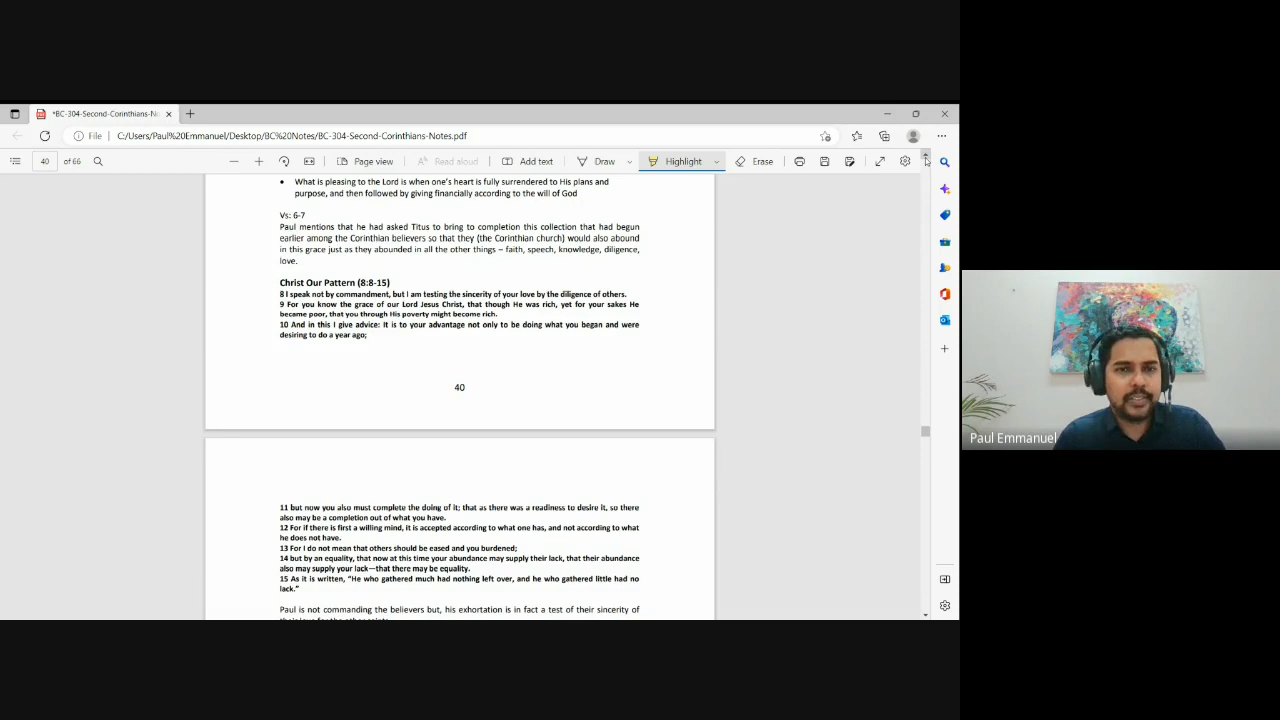 *BC-304-Second-Corinthians-No
File
C:/Users/Paul%20Emmanuel/Desktop/BC%20Notes/BC-304-Second-Corinthians-Notes.pdf
40 of 66
Page view
Read aloud
Add text
Draw
Highlight
Erase
• What is pleasing to the Lord is when one's heart is fully surrendered to His plans and
purpose, and then followed by giving financially according to the will of God
Vs: 6-7
Paul mentions that he had asked Titus to bring to completion this collection that had begun
earlier among the Corinthian believers so that they (the Corinthian church) would also abound
in this grace just as they abounded in all the other things – faith, speech, knowledge, diligence,
love.
Christ Our Pattern (8:8-15)
8 I speak not by commandment, but I am testing the sincerity of your love by the diligence of others.
9 For you know the grace of our Lord Jesus Christ, that though He was rich, yet for your sakes He
became poor, that you through His poverty might become rich.
10 And in this I give advice: It is to your advantage not only to be doing what you began and were
desiring to do a year ago;
40
11 but now you also must complete the doing of it; that as there was a readiness to desire it, so there
also may be a completion out of what you have.
12 For if there is first a willing mind, it is accepted according to what one has, and not according to what
he does not have.
13 For I do not mean that others should be eased and you burdened;
14 but by an equality, that now at this time your abundance may supply their lack, that their abundance
also may supply your lack—that there may be equality.
15 As it is written, "He who gathered much had nothing left over, and he who gathered little had no
lack."
Paul is not commanding the believers but, his exhortation is in fact a test of their sincerity of
Paul Emmanuel